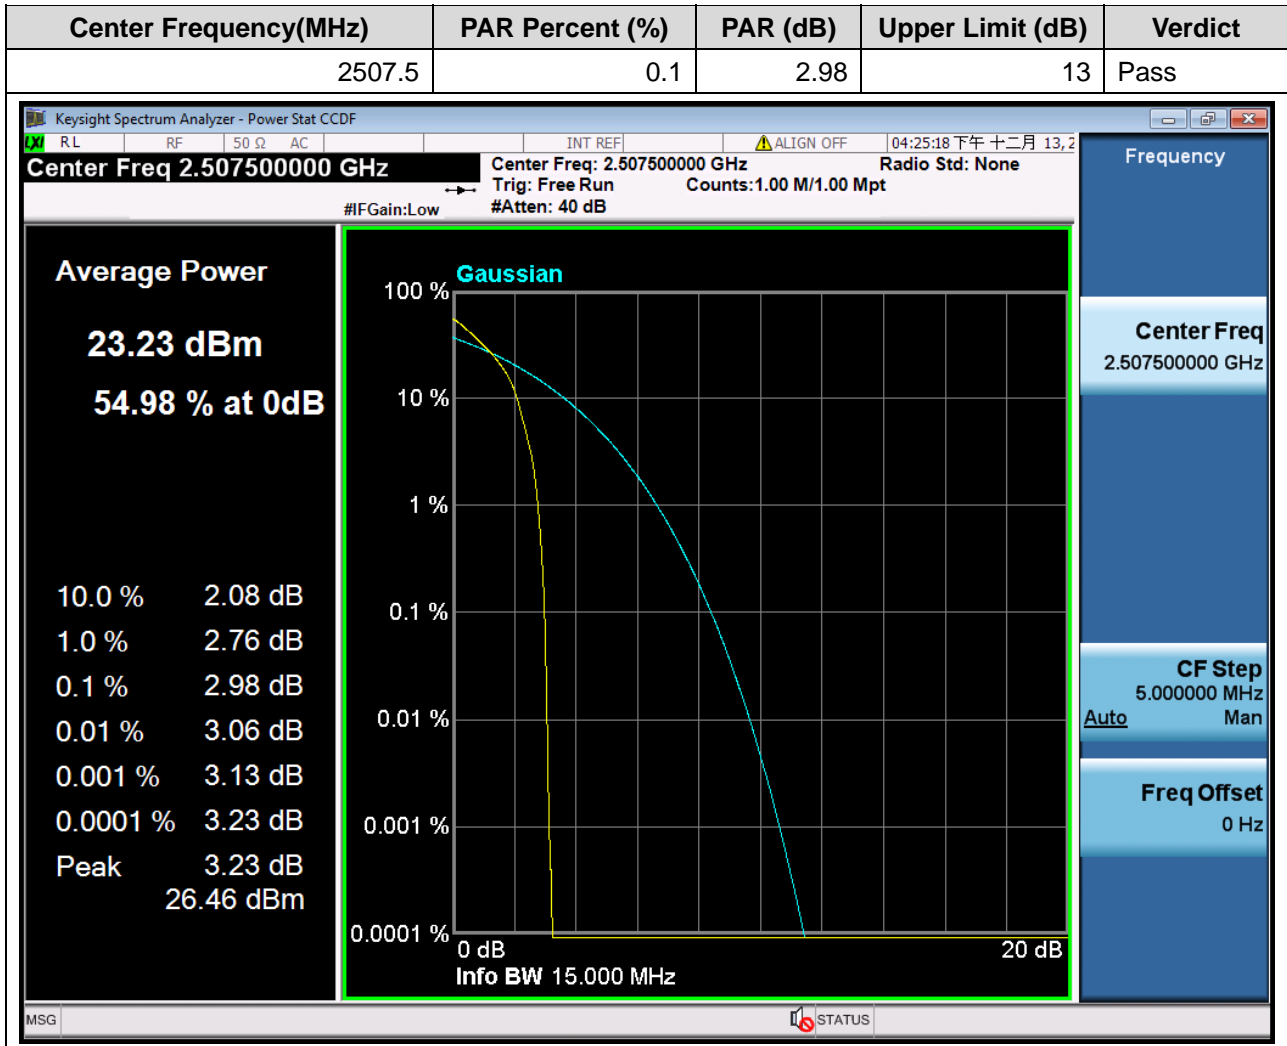 Center Frequency(MHz) PAR Percent (%) PAR (dB) Upper Limit (dB) Verdict
2507.5 0.1 2.98 13 Pass
Keysight Spectrum Analyzer - Power Stat CCDF
LXI RL RF 50 Ω AC INT REF ALIGN OFF 04:25:18 下午 十二月 13, 2
Center Freq 2.507500000 GHz
Center Freq: 2.507500000 GHz Radio Std: None
Trig: Free Run Counts:1.00 M/1.00 Mpt
#IFGain:Low #Atten: 40 dB
Average Power
23.23 dBm
54.98 % at 0dB
10.0 % 2.08 dB
1.0 % 2.76 dB
0.1 % 2.98 dB
0.01 % 3.06 dB
0.001 % 3.13 dB
0.0001 % 3.23 dB
Peak 3.23 dB
26.46 dBm
Gaussian
100 %
10 %
1 %
0.1 %
0.01 %
0.001 %
0.0001 %
0 dB 20 dB
Info BW 15.000 MHz
Frequency
Center Freq
2.507500000 GHz
CF Step
5.000000 MHz
Auto Man
Freq Offset
0 Hz
MSG STATUS